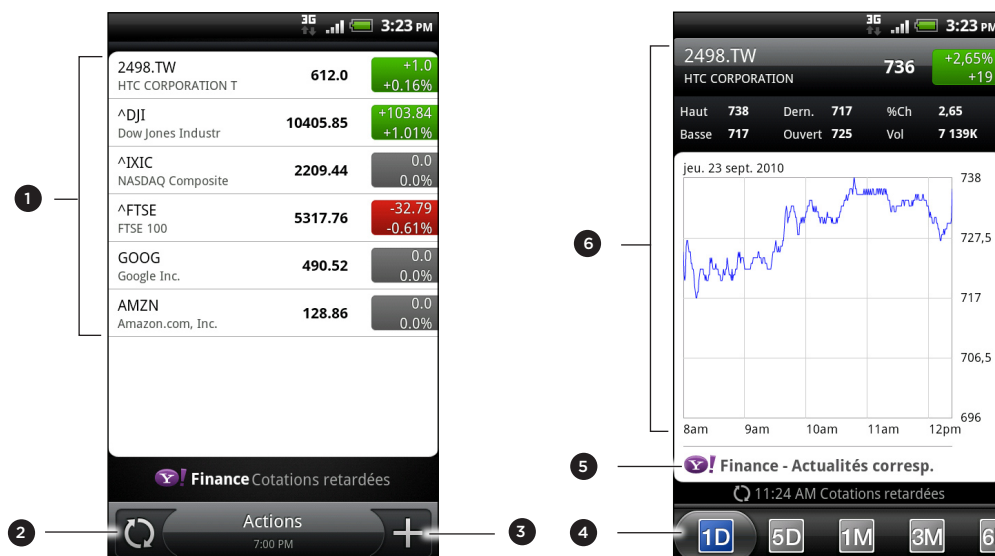 3G 3:23 PM
2498.TW 612.0 +1.0
HTC CORPORATION T +0.16%
^DJI 10405.85 +103.84
Dow Jones Industr +1.01%
^IXIC 2209.44 0.0
NASDAQ Composite 0.0%
^FTSE 5317.76 -32.79
FTSE 100 -0.61%
GOOG 490.52 0.0
Google Inc. 0.0%
AMZN 128.86 0.0
Amazon.com, Inc. 0.0%
1
Y! Finance Cotations retardées
Actions
7:00 PM
2
3
3G 3:23 PM
2498.TW 736 +2,65%
HTC CORPORATION +19
Haut 738 Dern. 717 %Ch 2,65
Basse 717 Ouvert 725 Vol 7 139K
jeu. 23 sept. 2010
738
727,5
717
706,5
696
8am 9am 10am 11am 12pm
6
5
Y! Finance - Actualités corresp.
11:24 AM Cotations retardées
4
1D 5D 1M 3M 6